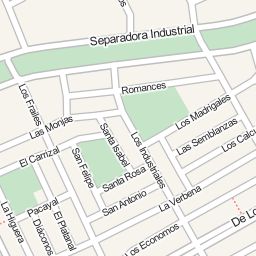 Separadora Industrial
Romances
Los Frailes
Los Madrigales
Las Monjas
Santa Isabel
Los Industriales
Las Semblanzas
Los Calc
El Carrizal
San Felipe
Santa Rosa
La Higuera
Pacayal
San Antonio
La Verbena
Diáconos
El Platanal
Los Economos
De Lo